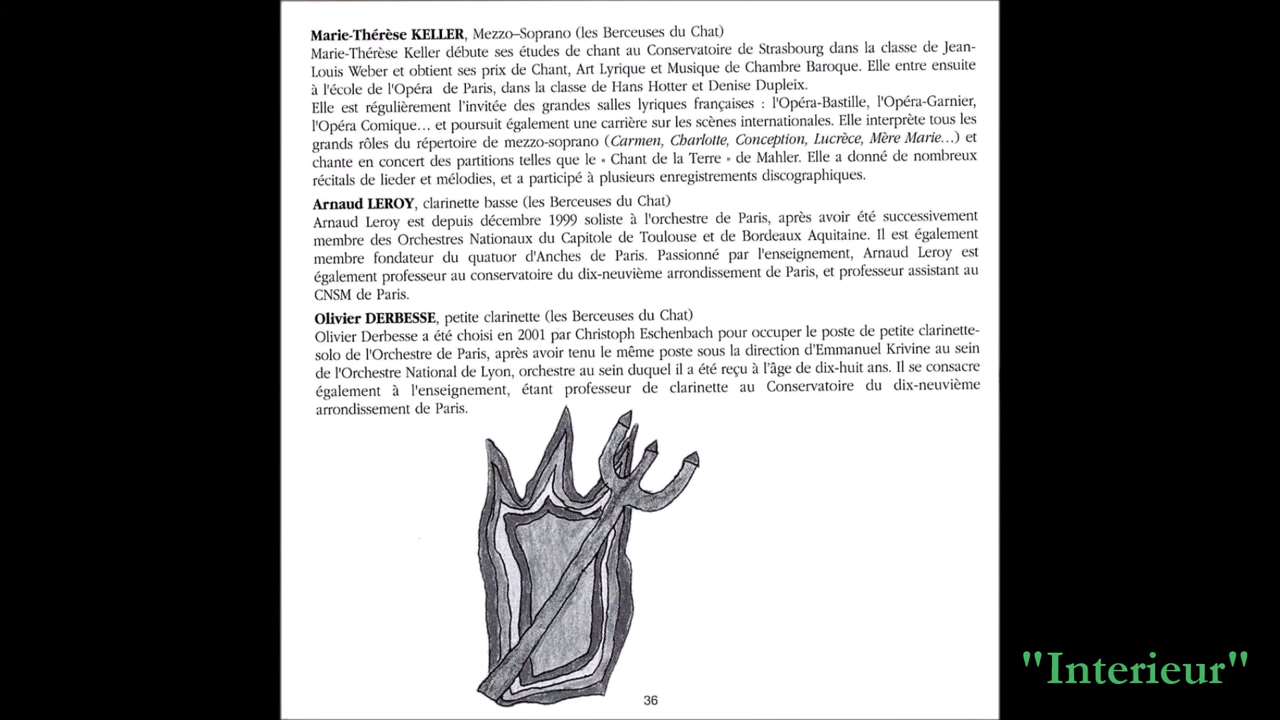 Marie-Thérèse KELLER, Mezzo–Soprano (les Berceuses du Chat)
Marie-Thérèse Keller débute ses études de chant au Conservatoire de Strasbourg dans la classe de Jean-
Louis Weber et obtient ses prix de Chant, Art Lyrique et Musique de Chambre Baroque. Elle entre ensuite
à l'école de l'Opéra de Paris, dans la classe de Hans Hotter et Denise Dupleix.
Elle est régulièrement l'invitée des grandes salles lyriques françaises : l'Opéra-Bastille, l'Opéra-Garnier,
l'Opéra Comique... et poursuit également une carrière sur les scènes internationales. Elle interprète tous les
grands rôles du répertoire de mezzo-soprano (Carmen, Charlotte, Conception, Lucrèce, Mère Marie...) et
chante en concert des partitions telles que le « Chant de la Terre » de Mahler. Elle a donné de nombreux
récitals de lieder et mélodies, et a participé à plusieurs enregistrements discographiques.
Arnaud LEROY, clarinette basse (les Berceuses du Chat)
Arnaud Leroy est depuis décembre 1999 soliste à l'orchestre de Paris, après avoir été successivement
membre des Orchestres Nationaux du Capitole de Toulouse et de Bordeaux Aquitaine. Il est également
membre fondateur du quatuor d'Anches de Paris. Passionné par l'enseignement, Arnaud Leroy est
également professeur au conservatoire du dix-neuvième arrondissement de Paris, et professeur assistant au
CNSM de Paris.
Olivier DERBESSE, petite clarinette (les Berceuses du Chat)
Olivier Derbesse a été choisi en 2001 par Christoph Eschenbach pour occuper le poste de petite clarinette-
solo de l'Orchestre de Paris, après avoir tenu le même poste sous la direction d'Emmanuel Krivine au sein
de l'Orchestre National de Lyon, orchestre au sein duquel il a été reçu à l'âge de dix-huit ans. Il se consacre
également à l'enseignement, étant professeur de clarinette au Conservatoire du dix-neuvième
arrondissement de Paris.
36
"Interieur"